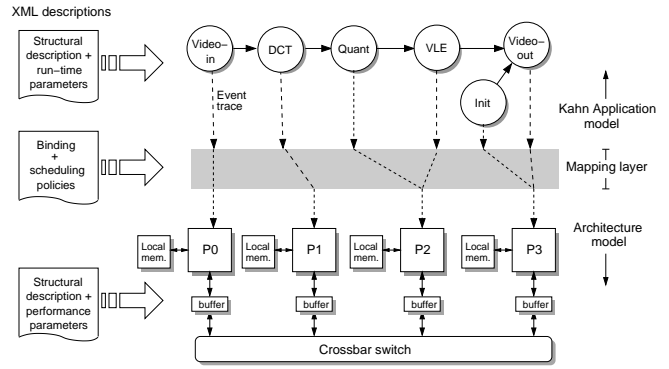 XML descriptions
Structural
description +
run−time
parameters
Video−
in
DCT
Quant
VLE
Video−
out
Init
Event
trace
Kahn Application
model
Binding
+
scheduling
policies
Mapping layer
Architecture
model
Local
mem.
P0
Local
mem.
P1
Local
mem.
P2
Local
mem.
P3
Structural
description +
performance
parameters
buffer
buffer
buffer
buffer
Crossbar switch